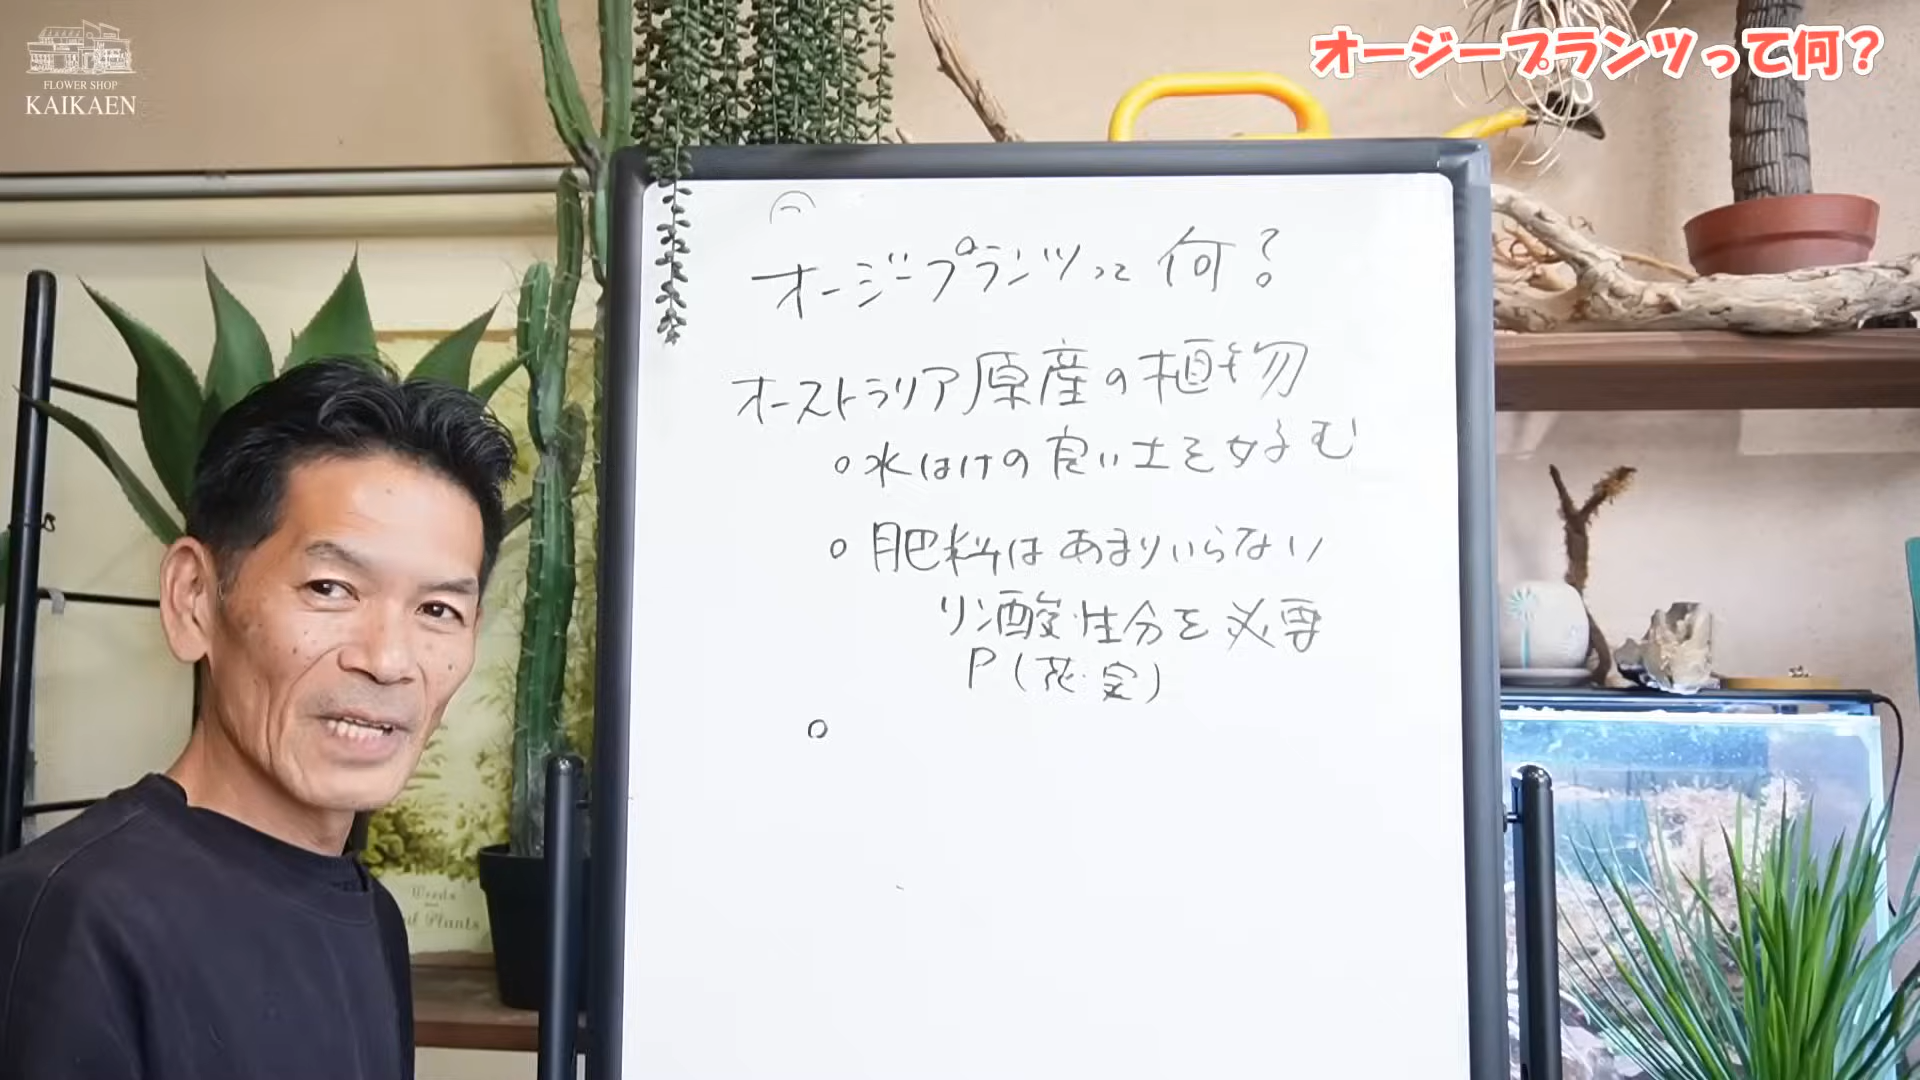 FLOWER SHOP
KAIKAEN
オージープランツって何?
オージープランツって何?
オーストラリア原産の植物
○水はけの良い土を好む
○肥料はあまりいらない
リン酸性分を必要
P(花・実)
○
Weeds
Plants